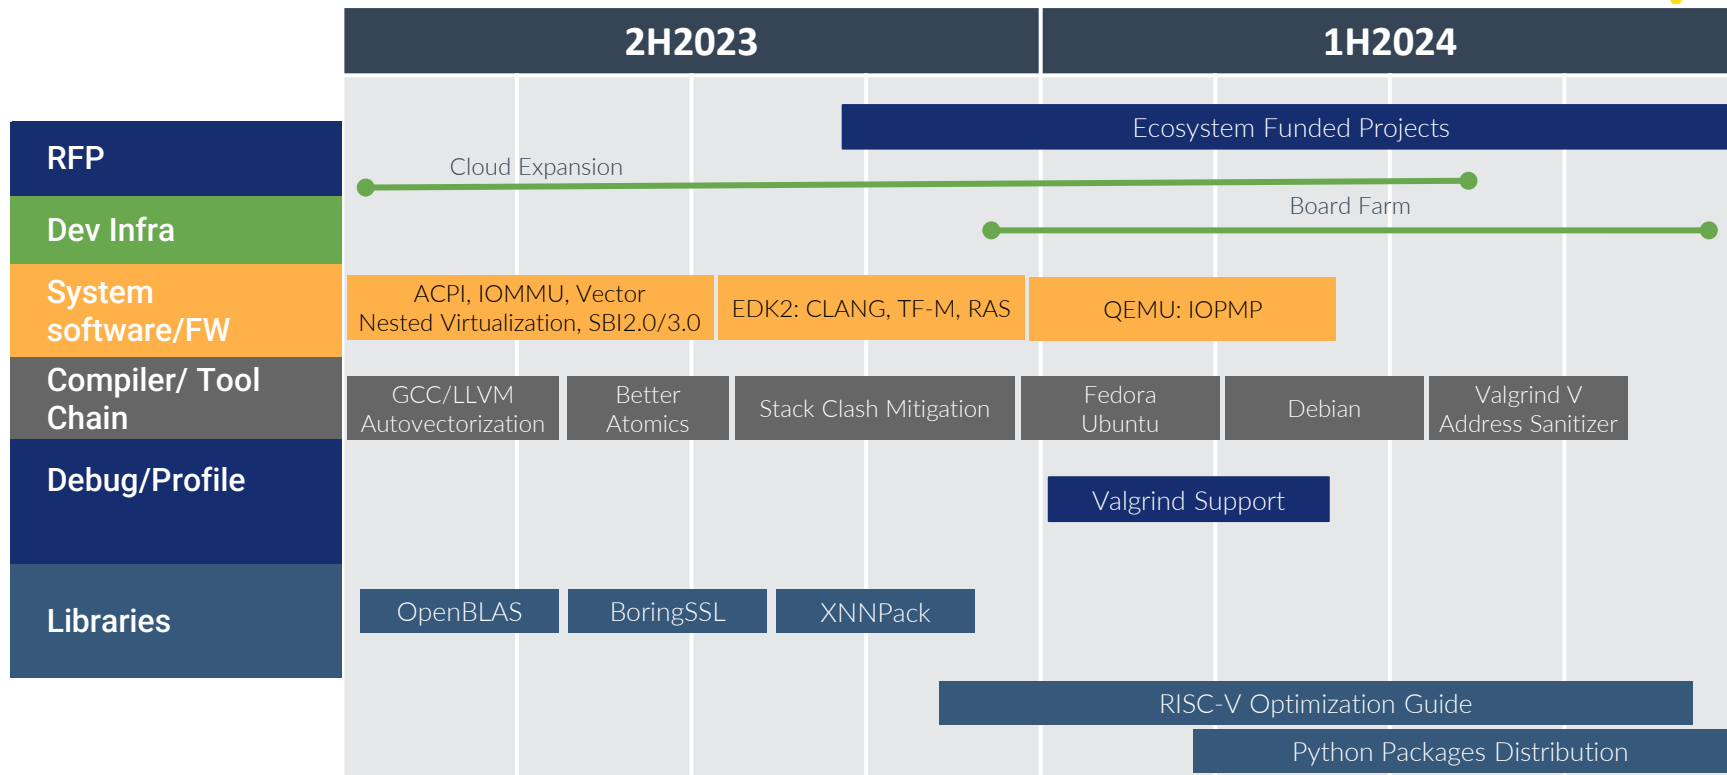 2H2023
1H2024
RFP
Ecosystem Funded Projects
Cloud Expansion
Dev Infra
Board Farm
System
software/FW
ACPI, IOMMU, Vector
Nested Virtualization, SBI2.0/3.0
EDK2: CLANG, TF-M, RAS
QEMU: IOPMP
Compiler/ Tool
Chain
GCC/LLVM
Autovectorization
Better
Atomics
Stack Clash Mitigation
Fedora
Ubuntu
Debian
Valgrind V
Address Sanitizer
Debug/Profile
Valgrind Support
Libraries
OpenBLAS
BoringSSL
XNNPack
RISC-V Optimization Guide
Python Packages Distribution